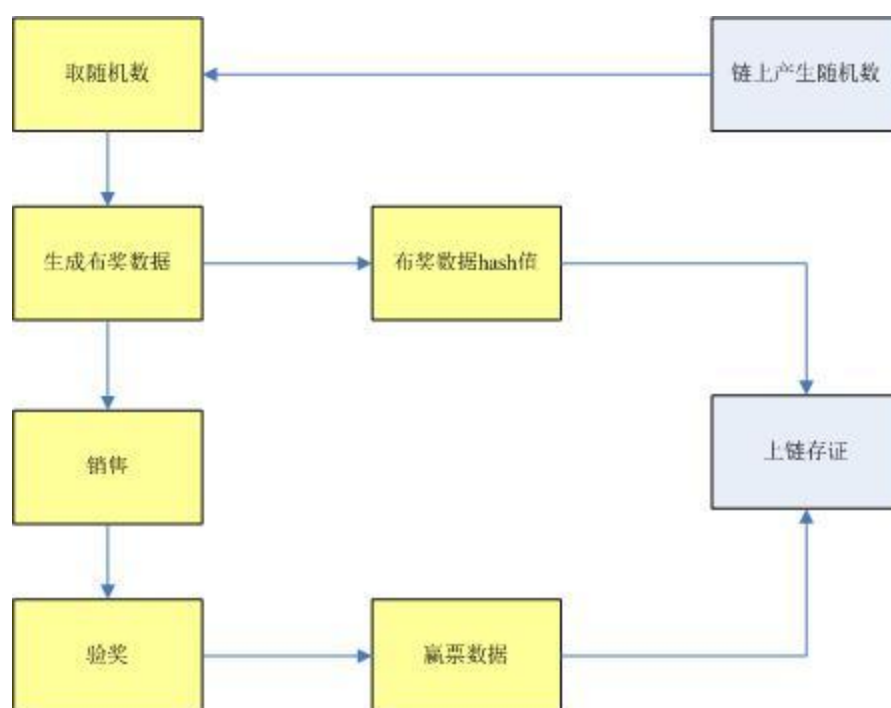 取随机数
链上产生随机数
生成布奖数据
布奖数据hash值
销售
上链存证
验奖
赢票数据